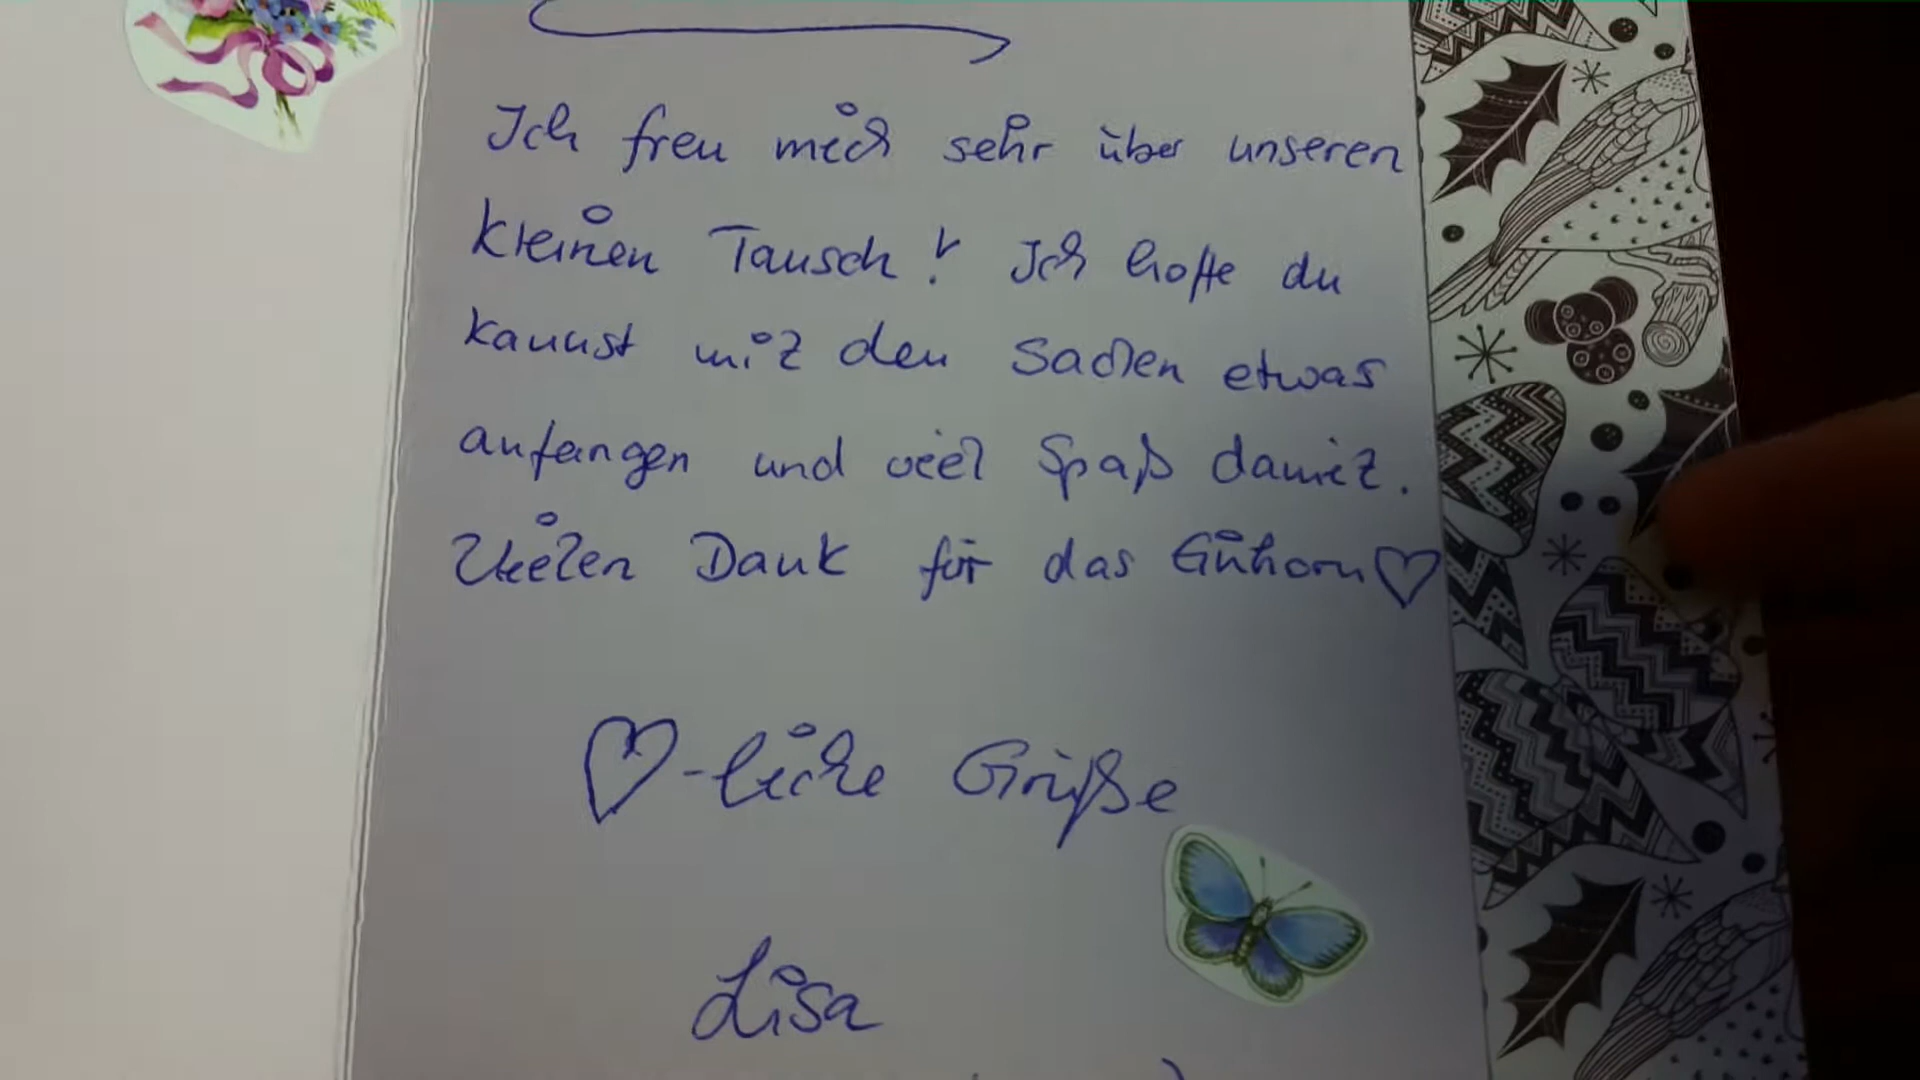 Ich freu mich sehr über unseren
kleinen Tausch! Ich hoffe du
kannst mit den Sachen etwas
anfangen und viel Spaß damit.
Vielen Dank für das Einhorn♡
♡-liche Grüße
Lisa